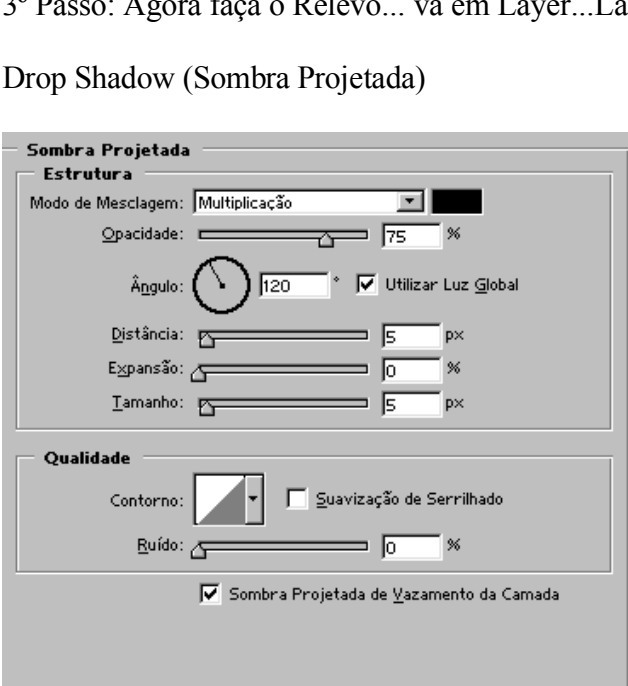 3º Passo: Agora faça o Relevo... vá em Layer...La
Drop Shadow (Sombra Projetada)
Sombra Projetada
Estrutura
Modo de Mesclagem: Multiplicação
Opacidade: 75 %
Ângulo: 120 ° Utilizar Luz Global
Distância: 5 px
Expansão: 0 %
Tamanho: 5 px
Qualidade
Contorno: Suavização de Serrilhado
Ruído: 0 %
Sombra Projetada de Vazamento da Camada